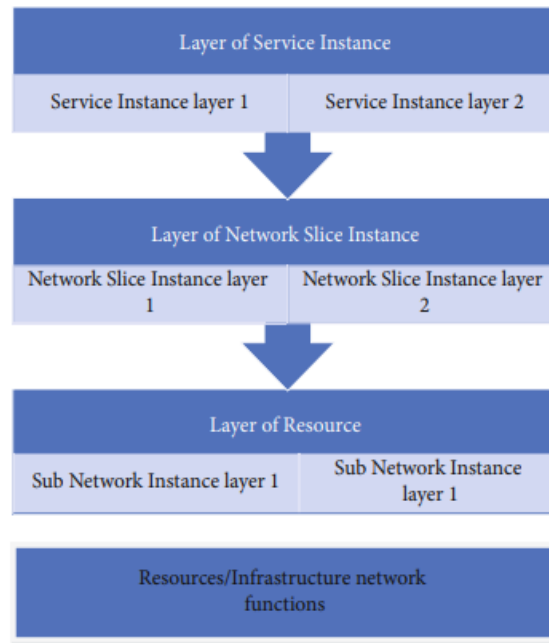 Layer of Service Instance
Service Instance layer 1
Service Instance layer 2
Layer of Network Slice Instance
Network Slice Instance layer
1
Network Slice Instance layer
2
Layer of Resource
Sub Network Instance layer 1
Sub Network Instance
layer 1
Resources/Infrastructure network
functions